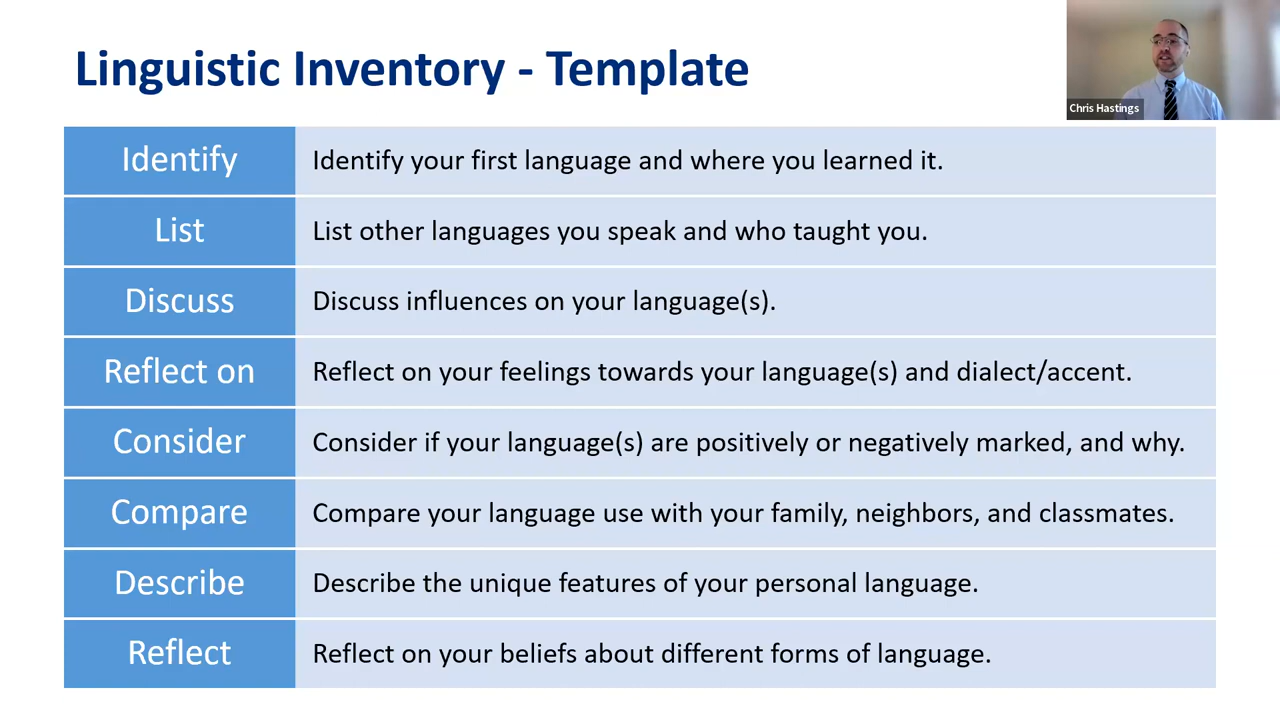 Linguistic Inventory - Template
Chris Hastings
Identify
Identify your first language and where you learned it.
List
List other languages you speak and who taught you.
Discuss
Discuss influences on your language(s).
Reflect on
Reflect on your feelings towards your language(s) and dialect/accent.
Consider
Consider if your language(s) are positively or negatively marked, and why.
Compare
Compare your language use with your family, neighbors, and classmates.
Describe
Describe the unique features of your personal language.
Reflect
Reflect on your beliefs about different forms of language.